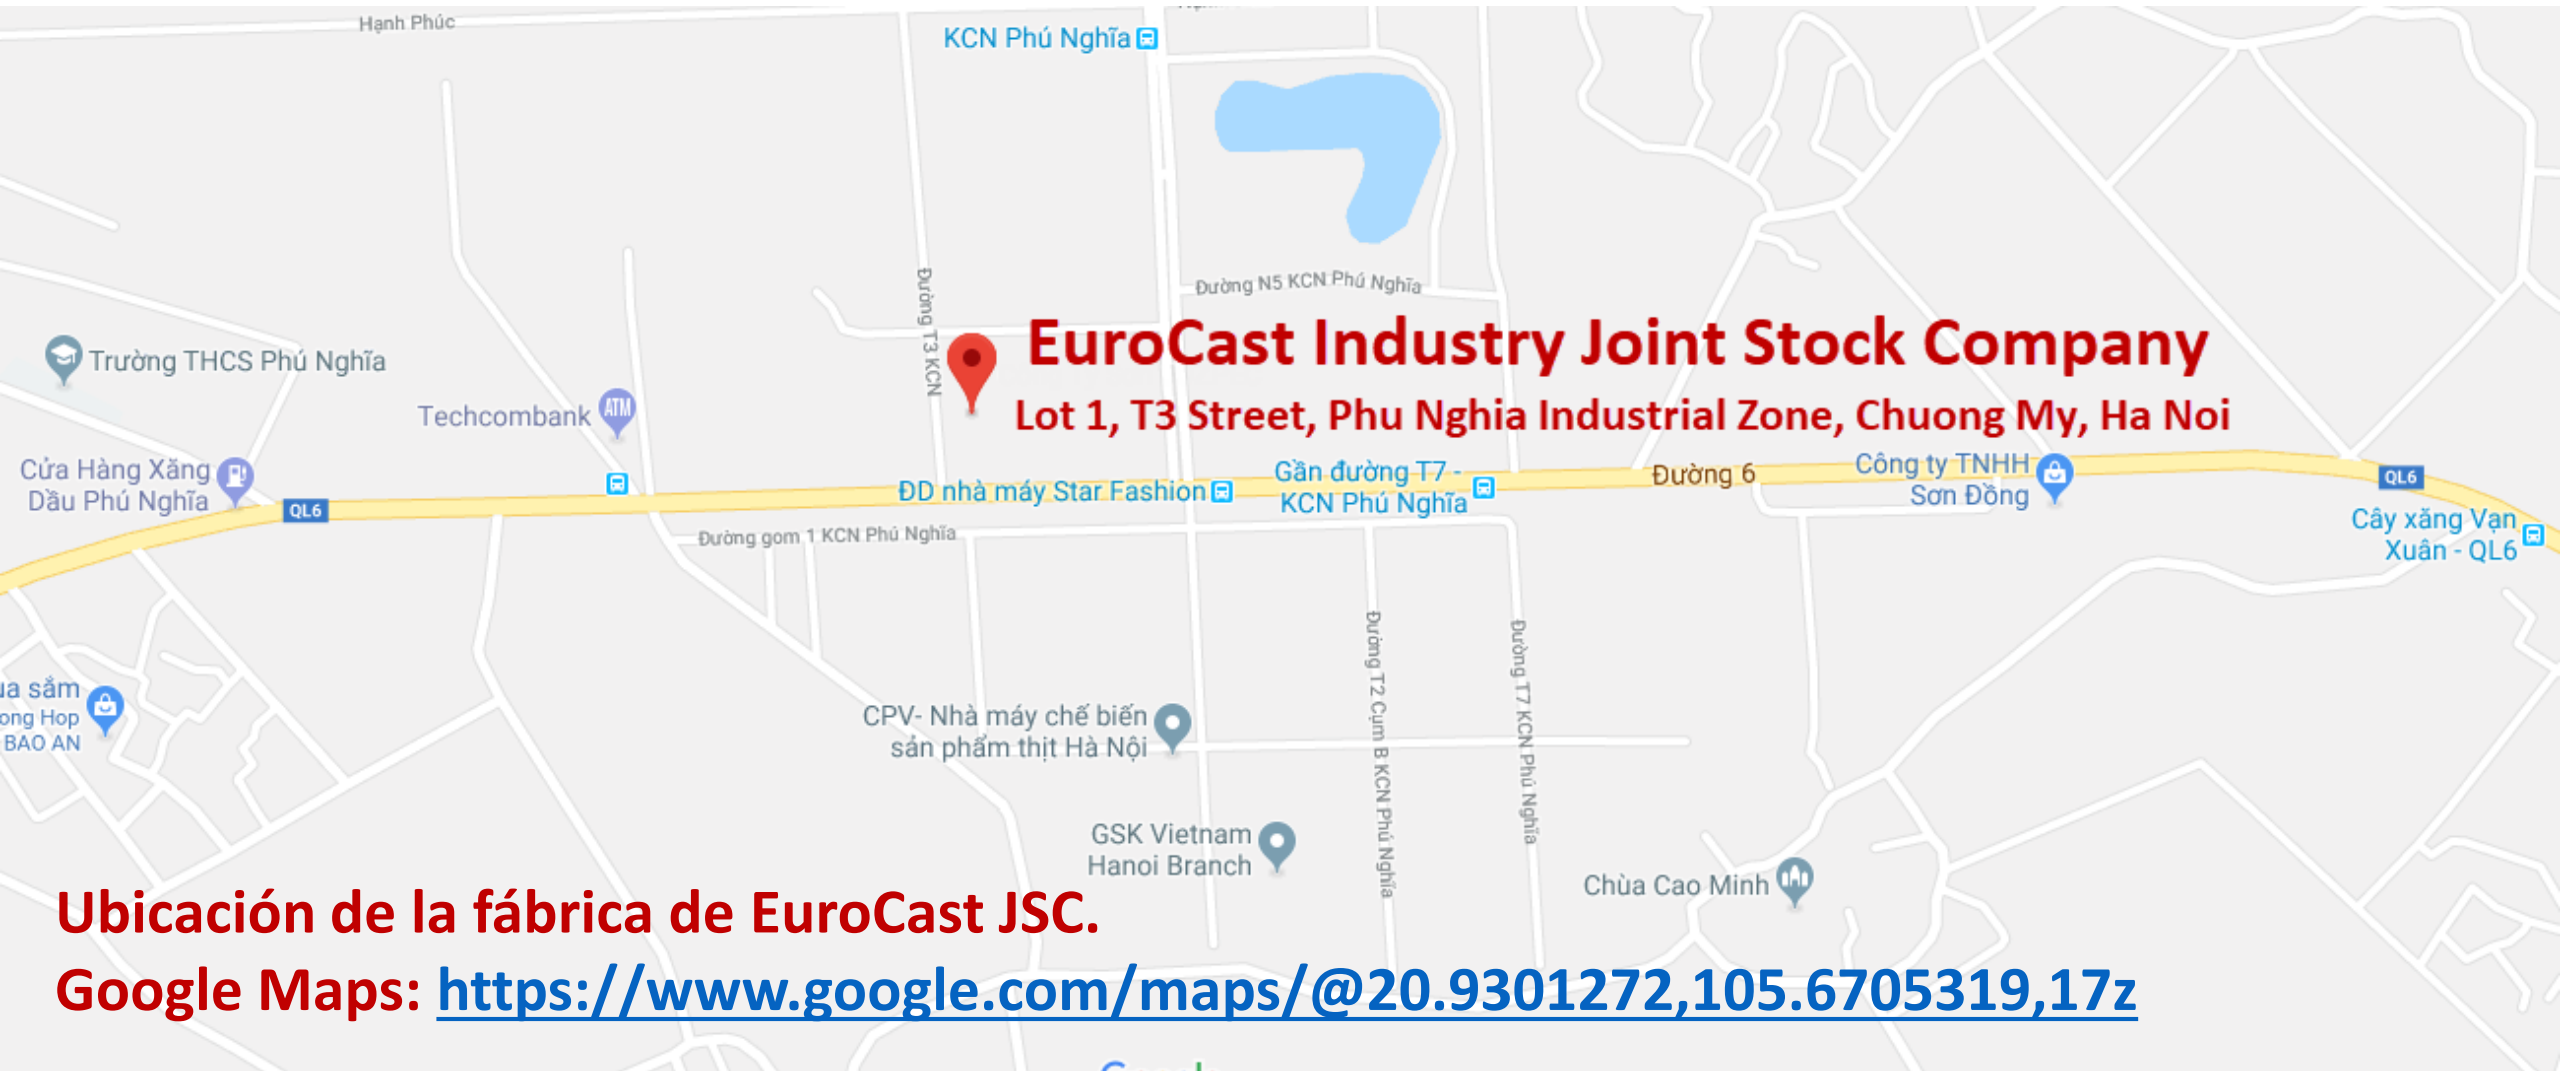 Hạnh Phúc
KCN Phú Nghĩa
Đường N5 KCN Phú Nghĩa
Đường T3 KCN
EuroCast Industry Joint Stock Company
Lot 1, T3 Street, Phu Nghia Industrial Zone, Chuong My, Ha Noi
Trường THCS Phú Nghĩa
Techcombank
ATM
Cửa Hàng Xăng
Dầu Phú Nghĩa
QL6
ĐD nhà máy Star Fashion
Gần đường T7 -
KCN Phú Nghĩa
Đường 6
Công ty TNHH
Sơn Đồng
QL6
Cây xăng Vạn
Xuân - QL6
Đường gom 1 KCN Phú Nghĩa
Đường T2 Cụm B KCN Phú Nghĩa
Đường T7 KCN Phú Nghĩa
sắm
Hop
BAO AN
CPV- Nhà máy chế biến
sản phẩm thịt Hà Nội
GSK Vietnam
Hanoi Branch
Chùa Cao Minh
Ubicación de la fábrica de EuroCast JSC.
Google Maps: https://www.google.com/maps/@20.9301272,105.6705319,17z